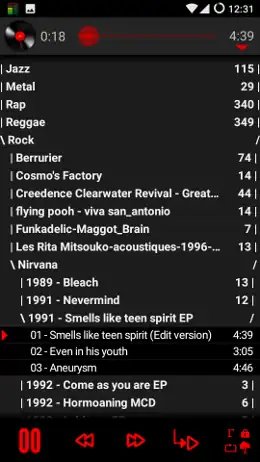 12:31
0:18 4:39
| Jazz 115 |
| Metal 29 |
| Rap 340 |
| Reggae 349 |
\ Rock /
| Berrurier 74 |
| Cosmo's Factory 14 |
| Creedence Clearwater Revival - Great... 44 |
| flying pooh - viva san_antonio 14 |
| Funkadelic-Maggot_Brain 7 |
| Les Rita Mitsouko-acoustiques-1996-... 13 |
\ Nirvana /
| 1989 - Bleach 13 |
| 1991 - Nevermind 12 |
\ 1991 - Smells like teen spirit EP /
01 - Smells like teen spirit (Edit version) 4:39
02 - Even in his youth 3:05
03 - Aneurysm 4:46
| 1992 - Come as you are EP 3 |
| 1992 - Hormoaning MCD 6 |